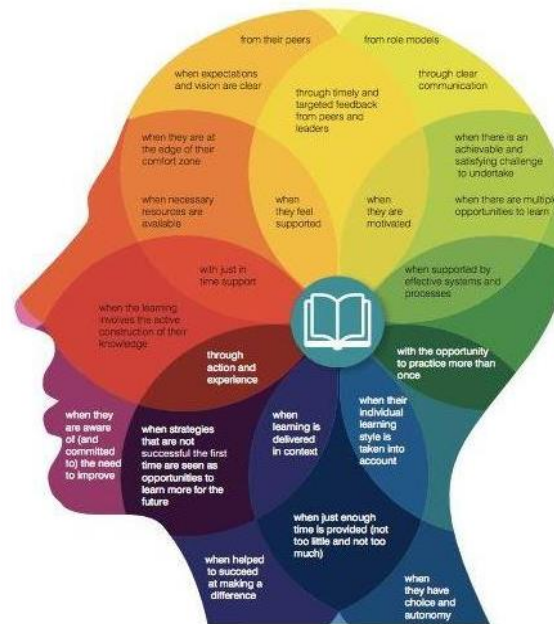 from their peers
from role models
when expectations
and vision are clear
through clear
communication
through timely and
targeted feedback
from peers and
leaders
when they are at
the edge of their
comfort zone
when there is an
achievable and
satisfying challenge
to undertake
when necessary
resources are
available
when
they feel
supported
when
they are
motivated
when there are multiple
opportunities to learn
with just in
time support
when supported by
effective systems and
processes
when the learning
involves the active
construction of their
knowledge
through
action and
experience
with the opportunity
to practice more than
once
when they
are aware
of (and
committed
to) the need
to improve
when strategies
that are not
successful the first
time are seen as
opportunities to
learn more for the
future
when
learning is
delivered
in context
when their
individual
learning
style is
taken into
account
when just enough
time is provided (not
too little and not too
much)
when helped
to succeed
at making a
difference
when
they have
choice and
autonomy